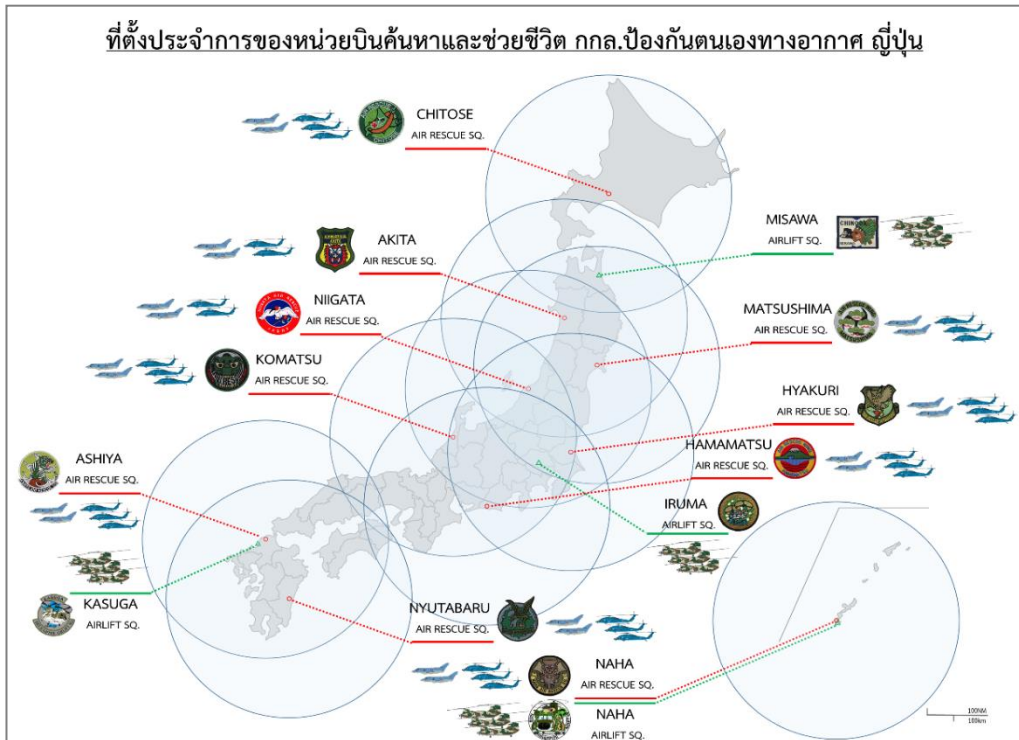 ที่ตั้งประจำการของหน่วยบินค้นหาและช่วยชีวิต กกล.ป้องกันตนเองทางอากาศ ญี่ปุ่น
CHITOSE
AIR RESCUE SQ.
MISAWA
AIRLIFT SQ.
AKITA
AIR RESCUE SQ.
NIIGATA
AIR RESCUE SQ.
MATSUSHIMA
AIR RESCUE SQ.
KOMATSU
AIR RESCUE SQ.
HYAKURI
AIR RESCUE SQ.
HAMAMATSU
AIR RESCUE SQ.
ASHIYA
AIR RESCUE SQ.
IRUMA
AIRLIFT SQ.
KASUGA
AIRLIFT SQ.
NYUTABARU
AIR RESCUE SQ.
NAHA
AIR RESCUE SQ.
NAHA
AIRLIFT SQ.
100NM
100km